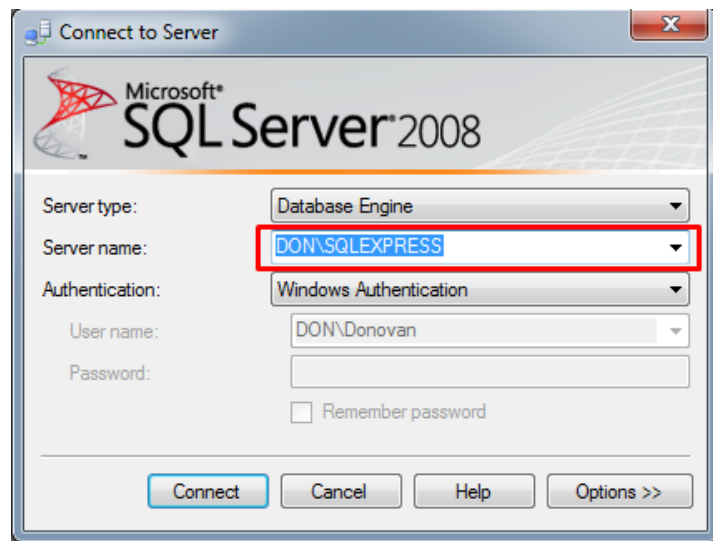 Connect to Server
Microsoft®
SQL Server® 2008
Server type: Database Engine
Server name: DON\SQLEXPRESS
Authentication: Windows Authentication
User name: DON\Donovan
Password:
Remember password
Connect Cancel Help Options >>